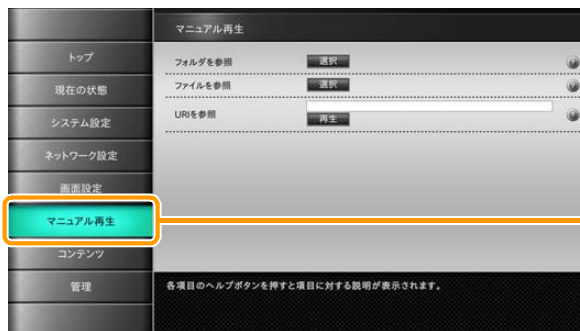 マニュアル再生
トップ
現在の状態
システム設定
ネットワーク設定
画面設定
マニュアル再生
コンテンツ
管理
フォルダを参照 選択
ファイルを参照 選択
URIを参照
再生
各項目のヘルプボタンを押すと項目に対する説明が表示されます。